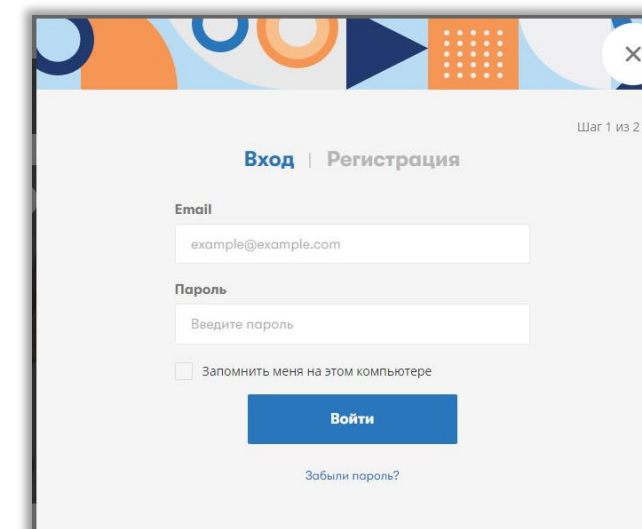 Шаг 1 из 2
Вход | Регистрация
Email
example@example.com
Пароль
Введите пароль
Запомнить меня на этом компьютере
Войти
Забыли пароль?